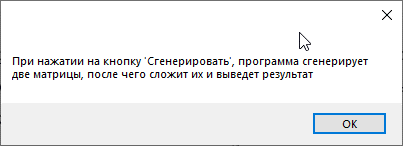 При нажатии на кнопку 'Сгенерировать', программа сгенерирует
две матрицы, после чего сложит их и выведет результат
OK